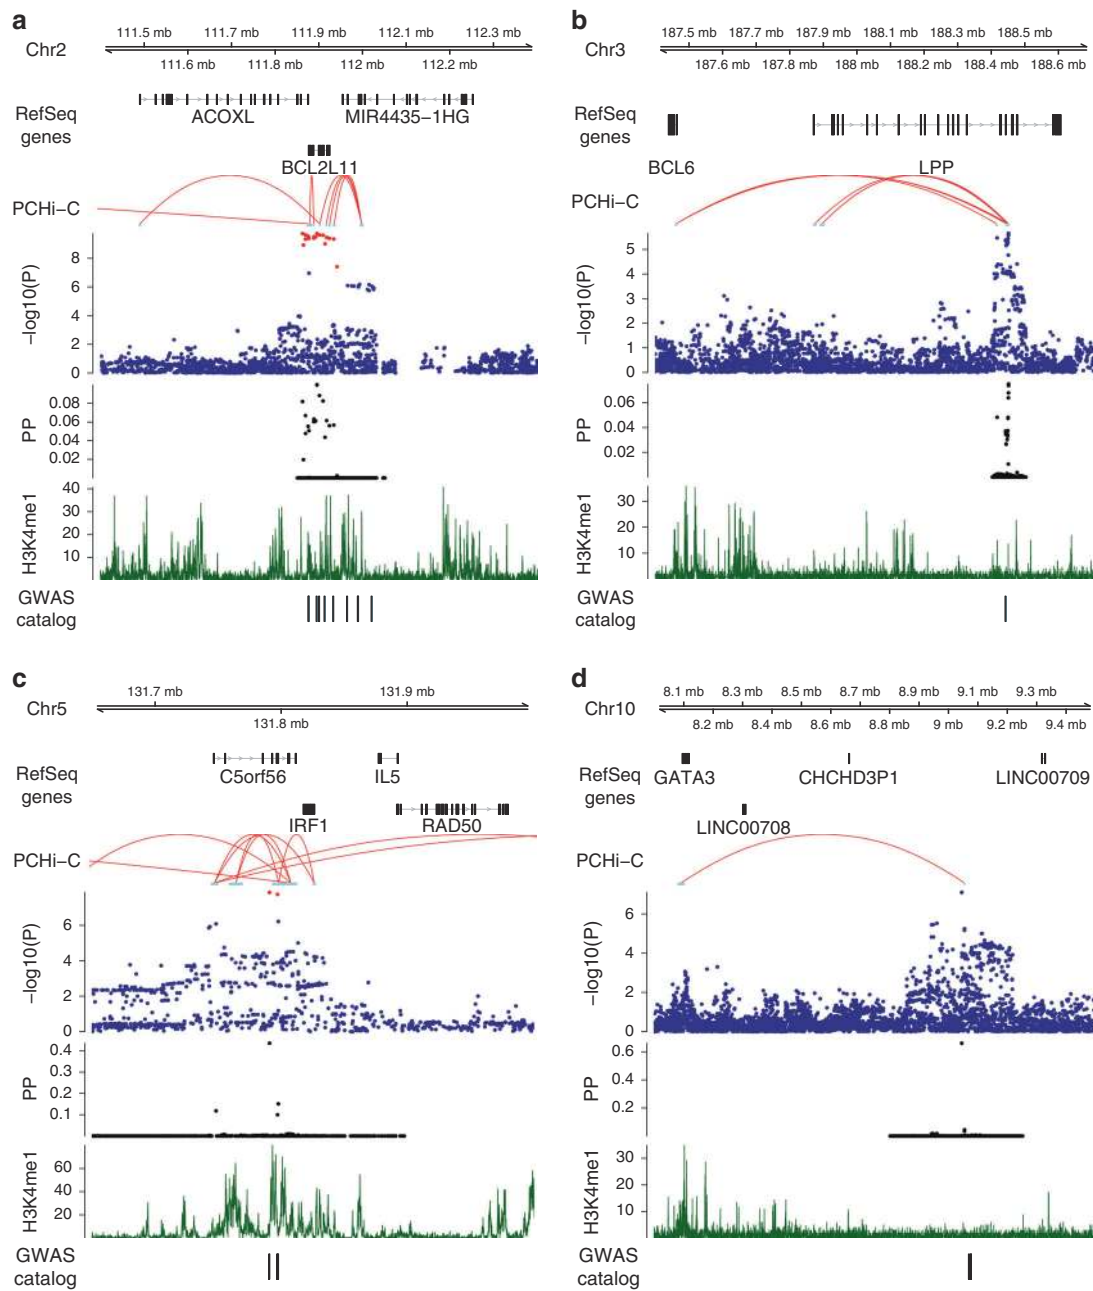 a
Chr2
111.5 mb 111.7 mb 111.9 mb 112.1 mb 112.3 mb
111.6 mb 111.8 mb 112 mb 112.2 mb
RefSeq
genes
ACOXL MIR4435-1HG
BCL2L11
PCHi-C
-log10(P)
8
6
4
2
0
PP
0.08
0.06
0.04
0.02
H3K4me1
40
30
20
10
GWAS
catalog
b
Chr3
187.5 mb 187.7 mb 187.9 mb 188.1 mb 188.3 mb 188.5 mb
187.6 mb 187.8 mb 188 mb 188.2 mb 188.4 mb 188.6 mb
RefSeq
genes
BCL6 LPP
PCHi-C
-log10(P)
5
4
3
2
1
0
PP
0.06
0.04
0.02
H3K4me1
30
20
10
GWAS
catalog
c
Chr5
131.7 mb 131.9 mb
131.8 mb
RefSeq
genes
C5orf56 IL5
IRF1 RAD50
PCHi-C
-log10(P)
6
4
2
0
PP
0.4
0.3
0.2
0.1
H3K4me1
60
40
20
GWAS
catalog
d
Chr10
8.1 mb 8.3 mb 8.5 mb 8.7 mb 8.9 mb 9.1 mb 9.3 mb
8.2 mb 8.4 mb 8.6 mb 8.8 mb 9 mb 9.2 mb 9.4 mb
RefSeq
genes
GATA3 CHCHD3P1 LINC00709
LINC00708
PCHi-C
-log10(P)
6
4
2
0
PP
0.6
0.4
0.2
H3K4me1
30
20
10
GWAS
catalog